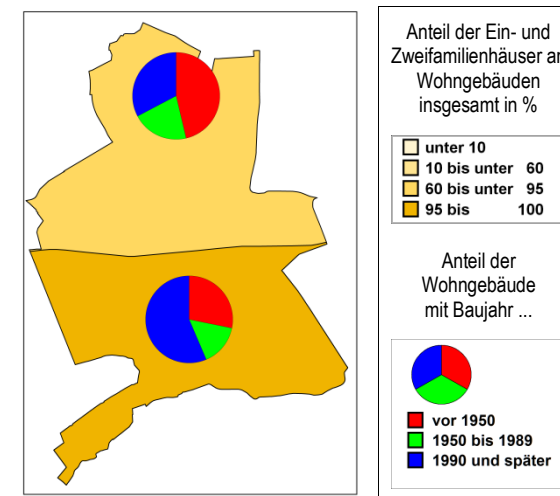 Anteil der Ein- und
Zweifamilienhäuser an
Wohngebäuden
insgesamt in %
unter 10
10 bis unter 60
60 bis unter 95
95 bis 100
Anteil der
Wohngebäude
mit Baujahr ...
vor 1950
1950 bis 1989
1990 und später